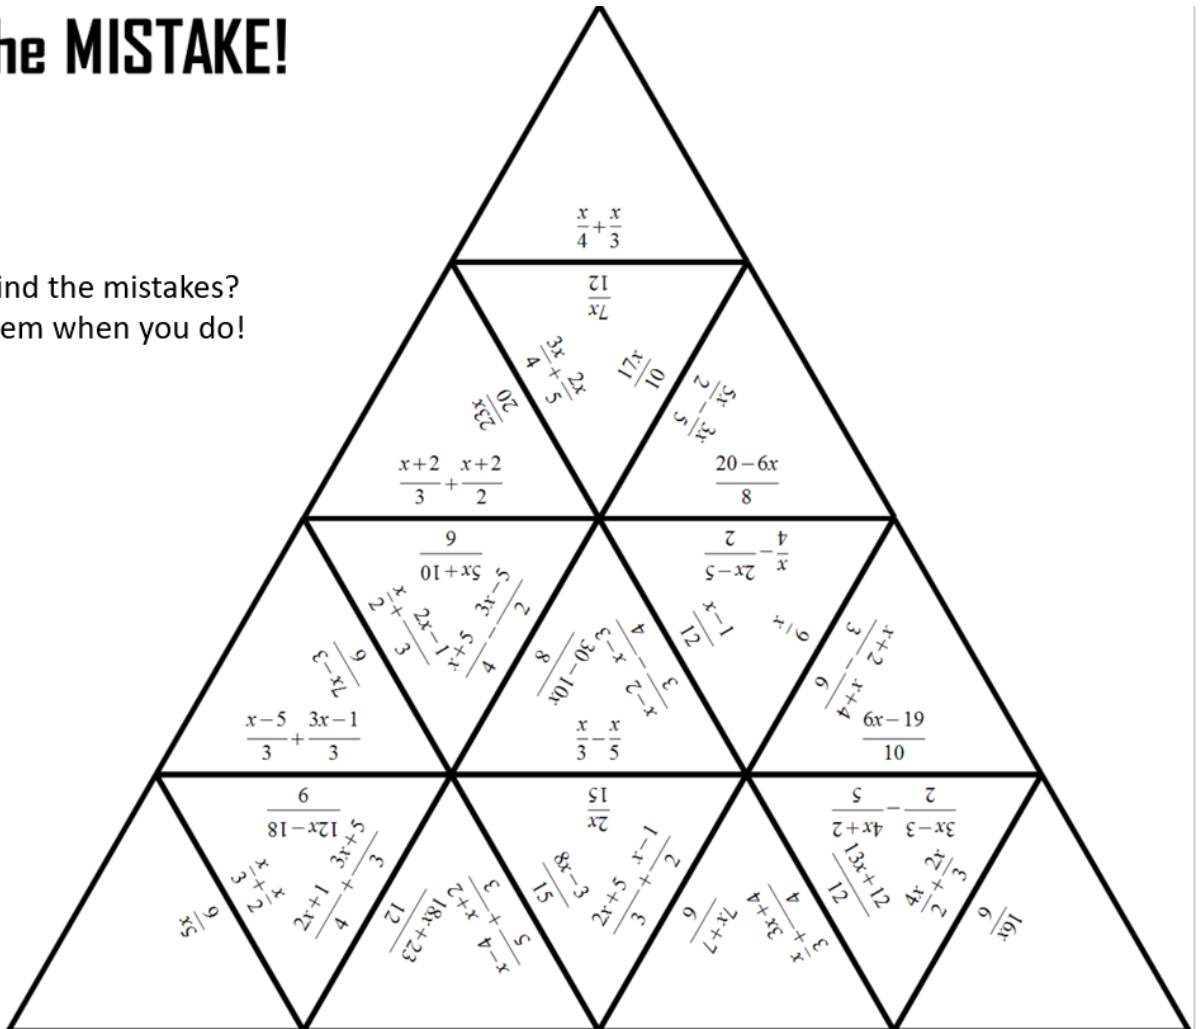 he MISTAKE!
ind the mistakes?
em when you do!
x/4 + x/3
7x/12
3x/4 + 2x/5
17x/10
23x/20
5x/2 − 3x/5
x+2/3 + x+2/2
20−6x/8
5x+10/6
x/4 − 2x−5/2
x/2 + 2x−1/3
x+5/4 − 3x−5/2
30−10x/8
x−3/4 − x−2/3
x−1/12
x/6
x+2/3 − x+4/6
7x−3/6
x−5/3 + 3x−1/3
x/3 − x/5
6x−19/10
12x−18/9
2x/15
3x−3/2 − 4x+2/5
x/3 + x/2
2x+1/4 + 3x+5/3
8x−3/15
2x+5/3 + x−1/2
13x+12/12
4x/2 + 2x/3
5x/6
18x+23/12
x+2/3 + x−4/5
7x+7/6
3x+4/4 + x/3
16x/6